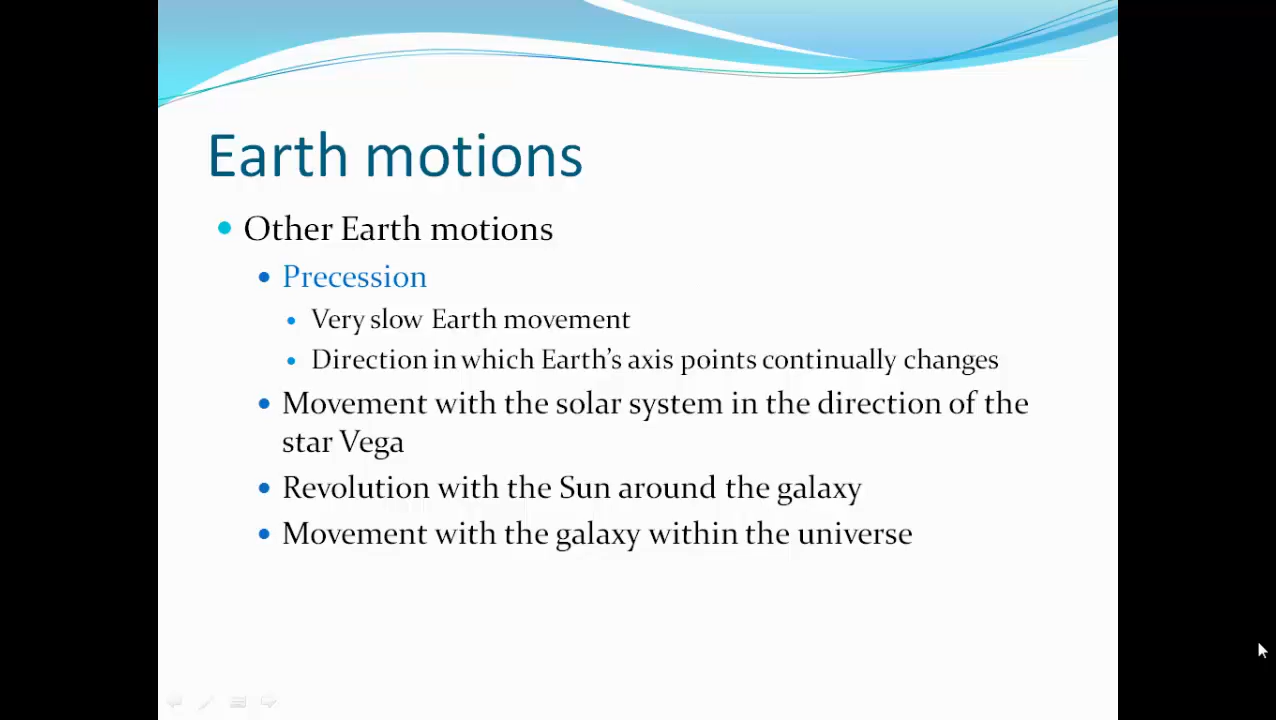 Earth motions
Other Earth motions
Precession
Very slow Earth movement
Direction in which Earth's axis points continually changes
Movement with the solar system in the direction of the
star Vega
Revolution with the Sun around the galaxy
Movement with the galaxy within the universe